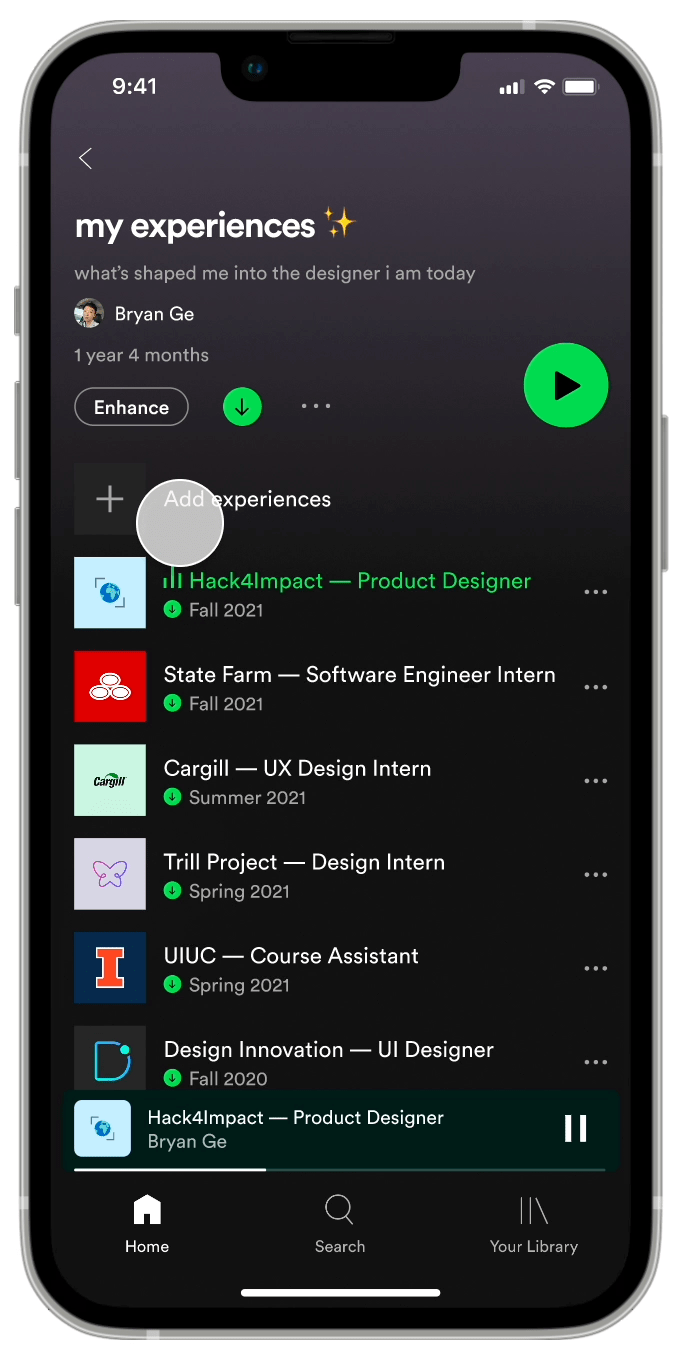 9:41
my experiences ✨
what's shaped me into the designer i am today
Bryan Ge
1 year 4 months
Enhance
Add experiences
Hack4Impact — Product Designer
Fall 2021
State Farm — Software Engineer Intern
Fall 2021
Cargill
Cargill — UX Design Intern
Summer 2021
Trill Project — Design Intern
Spring 2021
UIUC — Course Assistant
Spring 2021
Design Innovation — UI Designer
Fall 2020
Hack4Impact — Product Designer
Bryan Ge
Home
Search
Your Library